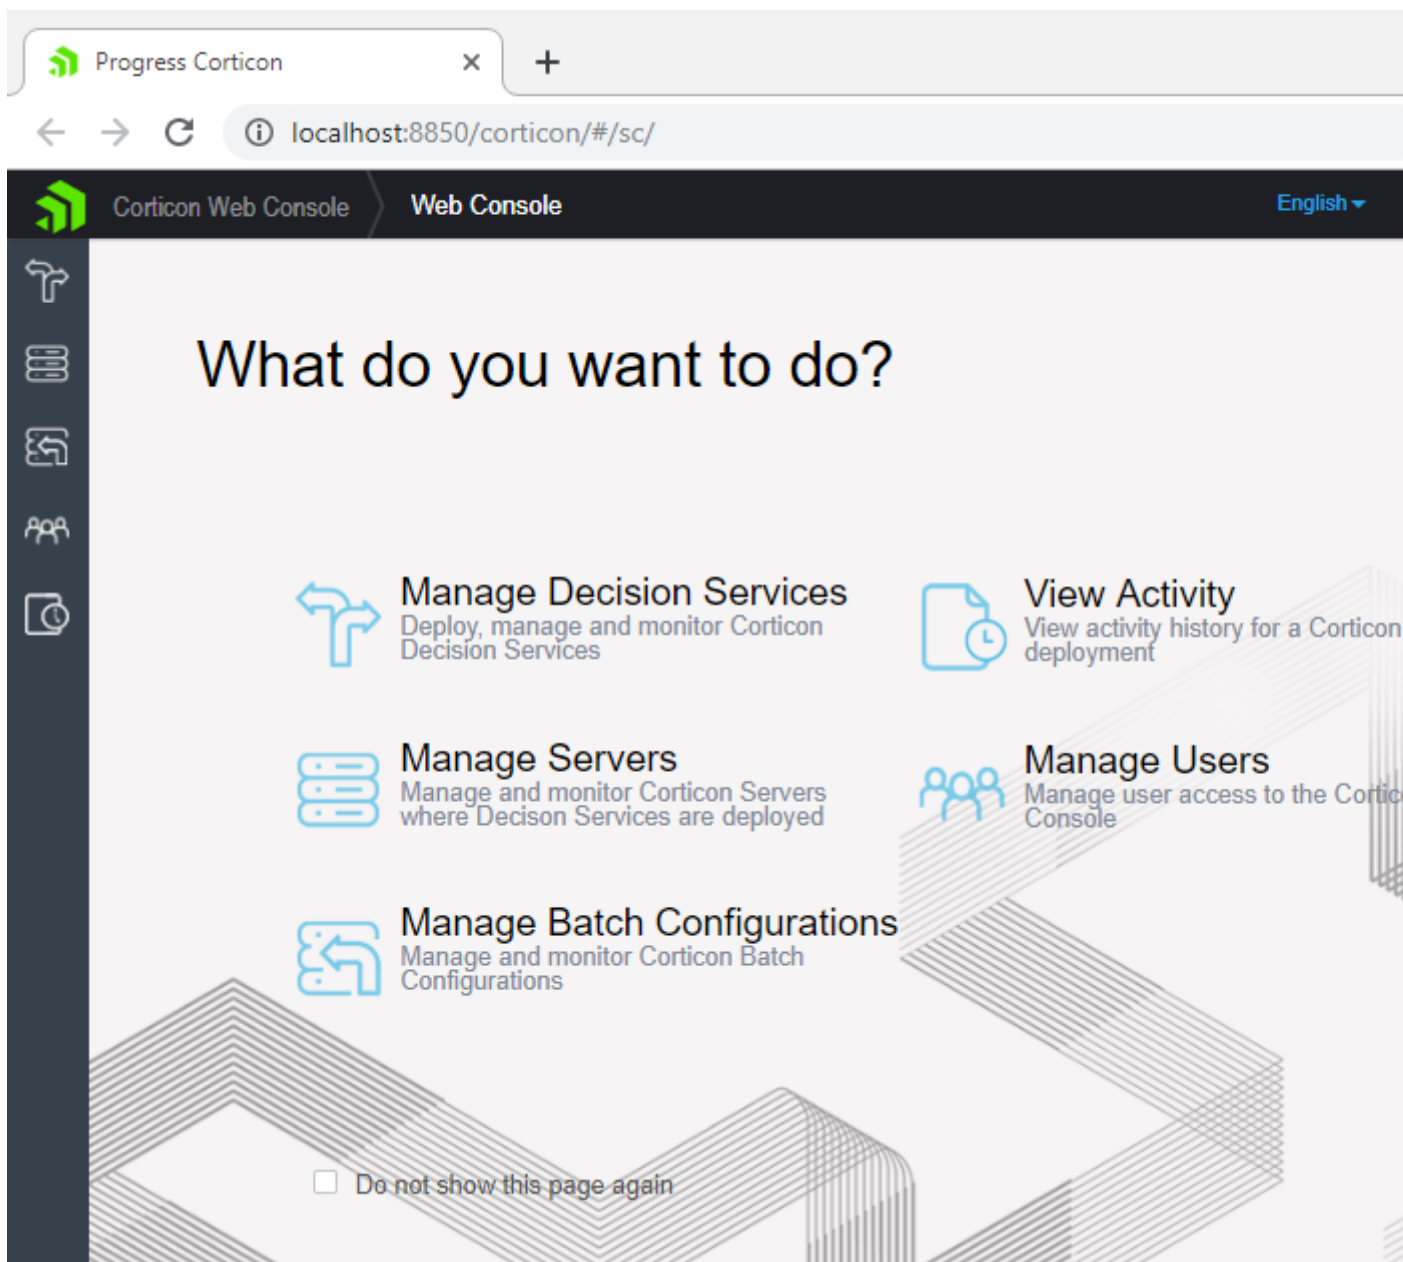 Progress Corticon
localhost:8850/corticon/#/sc/
Corticon Web Console
Web Console
English
What do you want to do?
Manage Decision Services
Deploy, manage and monitor Corticon
Decision Services
View Activity
View activity history for a Corticon
deployment
Manage Servers
Manage and monitor Corticon Servers
where Decison Services are deployed
Manage Users
Manage user access to the
Console
Manage Batch Configurations
Manage and monitor Corticon Batch
Configurations
Do not show this page again